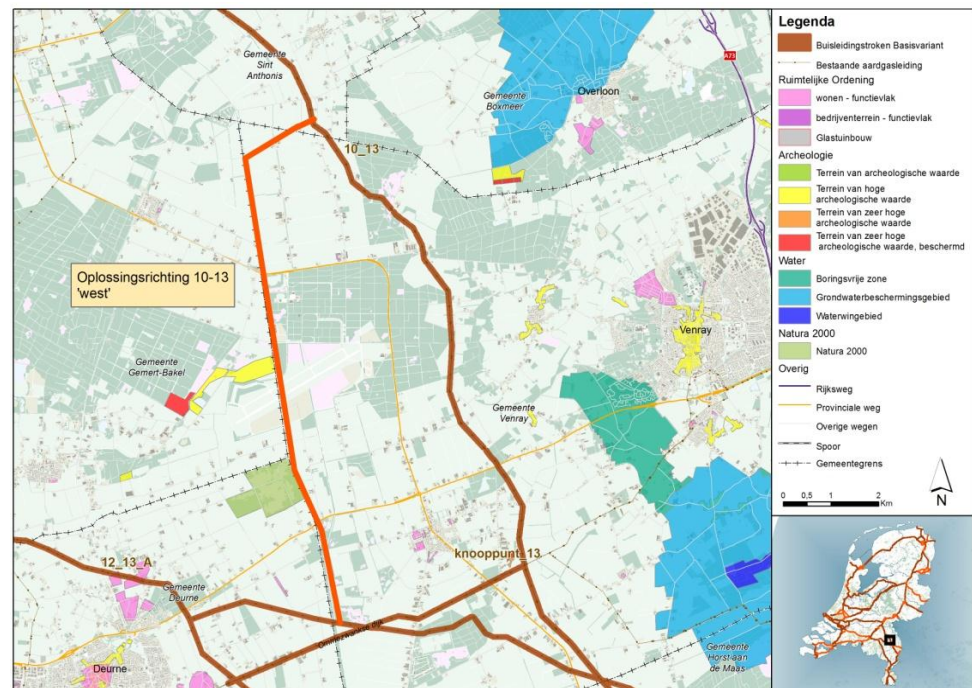 Gemeente
Sint
Anthonis
Gemeente
Boxmeer
Overloon
A73
10_13
Oplossingsrichting 10-13
'west'
Venray
Gemeente
Gemert-Bakel
Gemeente
Venray
12_13_A
knooppunt_13
Gemeente
Deurne
Deurne
Gemeente
Horst aan
de Maas
Legenda
Buisleidingstroken Basisvariant
Bestaande aardgasleiding
Ruimtelijke Ordening
wonen - functievlak
bedrijventerrein - functievlak
Glastuinbouw
Archeologie
Terrein van archeologische waarde
Terrein van hoge
archeologische waarde
Terrein van zeer hoge
archeologische waarde
Terrein van zeer hoge
archeologische waarde, beschermd
Water
Boringsvrije zone
Grondwaterbeschermingsgebied
Waterwingebied
Natura 2000
Natura 2000
Overig
Rijksweg
Provinciale weg
Overige wegen
Spoor
Gemeentegrens
0 0,5 1 2
Km
N